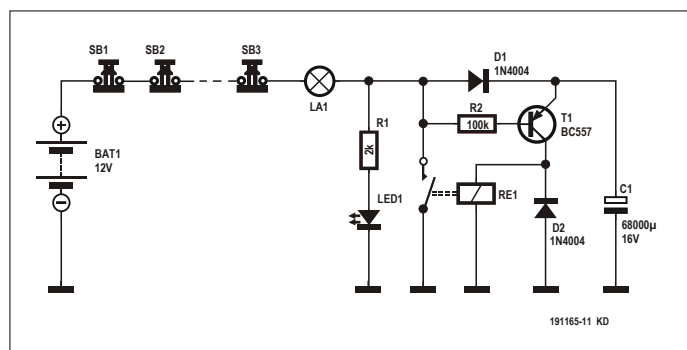 SB1
SB2
SB3
LA1
D1
1N4004
R2
100k
T1
BC557
R1
2k
BAT1
12V
LED1
RE1
D2
1N4004
C1
68000µ
16V
191165-11 KD